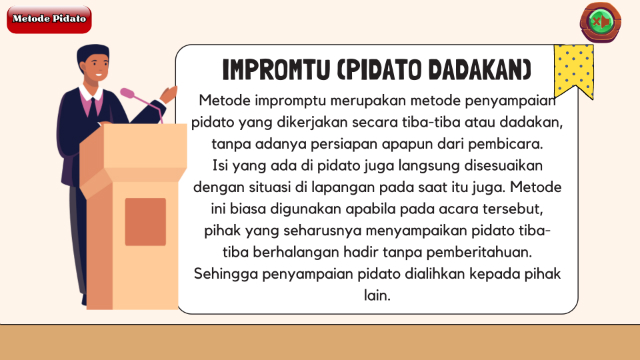 Metode Pidato
IMPROMTU (PIDATO DADAKAN)
Metode impromptu merupakan metode penyampaian
pidato yang dikerjakan secara tiba-tiba atau dadakan,
tanpa adanya persiapan apapun dari pembicara.
Isi yang ada di pidato juga langsung disesuaikan
dengan situasi di lapangan pada saat itu juga. Metode
ini biasa digunakan apabila pada acara tersebut,
pihak yang seharusnya menyampaikan pidato tiba-
tiba berhalangan hadir tanpa pemberitahuan.
Sehingga penyampaian pidato dialihkan kepada pihak
lain.